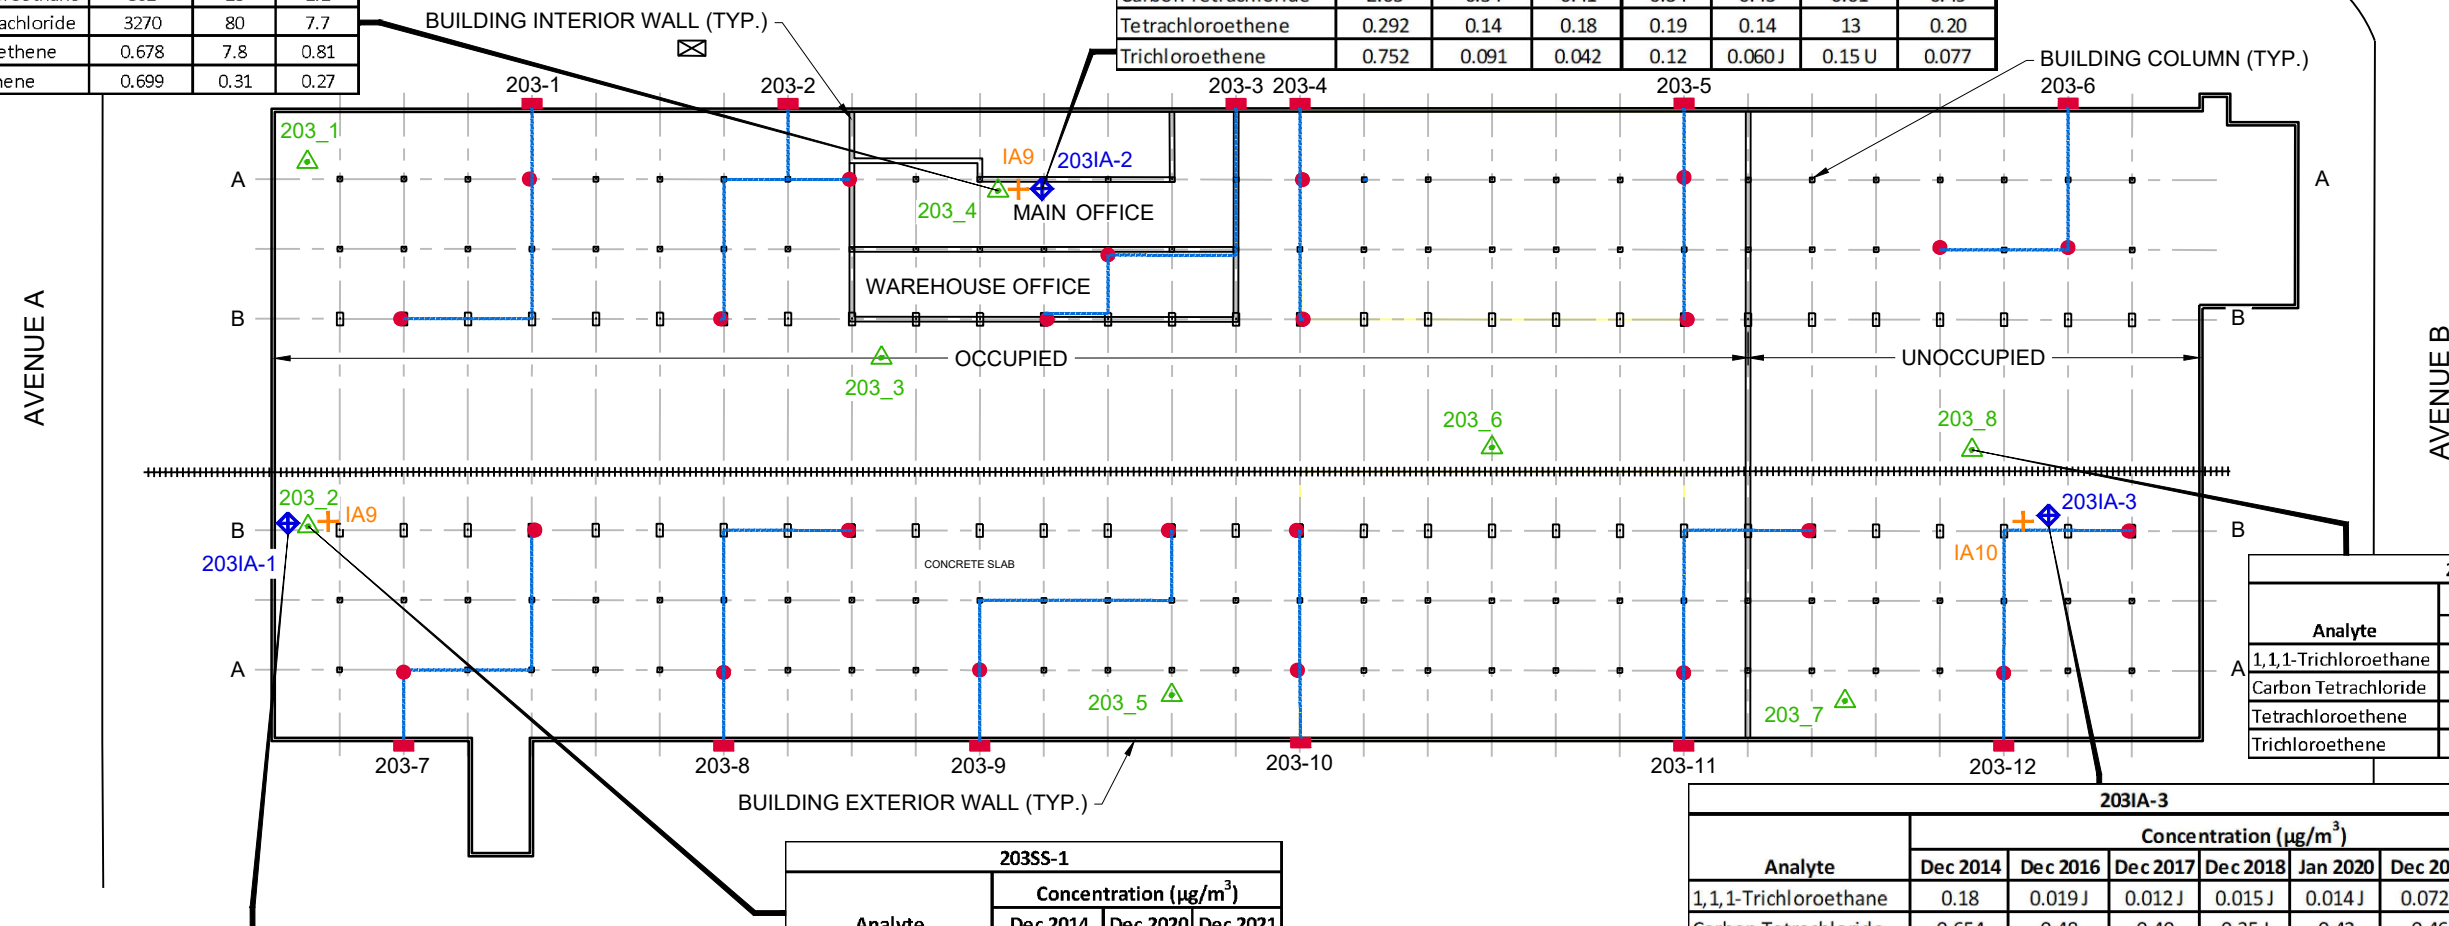 3270 80 7.7
0.678 7.8 0.81
0.699 0.31 0.27
BUILDING INTERIOR WALL (TYP.)
Tetrachloroethene 0.292 0.14 0.18 0.19 0.14 13 0.20
Trichloroethene 0.752 0.091 0.042 0.12 0.060 J 0.15 U 0.077
BUILDING COLUMN (TYP.)
203-1
203-2
203-3
203-4
203-5
203-6
203_1
IA9
203IA-2
A
A
203_4
MAIN OFFICE
WAREHOUSE OFFICE
B
B
AVENUE A
AVENUE B
OCCUPIED
UNOCCUPIED
203_3
203_6
203_8
203_2
IA9
203IA-3
B
B
203IA-1
CONCRETE SLAB
IA10
A
A
203_5
203_7
Analyte
1,1,1-Trichloroethane
Carbon Tetrachloride
Tetrachloroethene
Trichloroethene
203-7
203-8
203-9
203-10
203-11
203-12
BUILDING EXTERIOR WALL (TYP.)
203IA-3
Concentration (µg/m³)
Analyte Dec 2014 Dec 2016 Dec 2017 Dec 2018 Jan 2020
1,1,1-Trichloroethane 0.18 0.019 J 0.012 J 0.015 J 0.014 J 0.072
203SS-1
Concentration (µg/m³)
Analyte Dec 2014 Dec 2020 Dec 2021